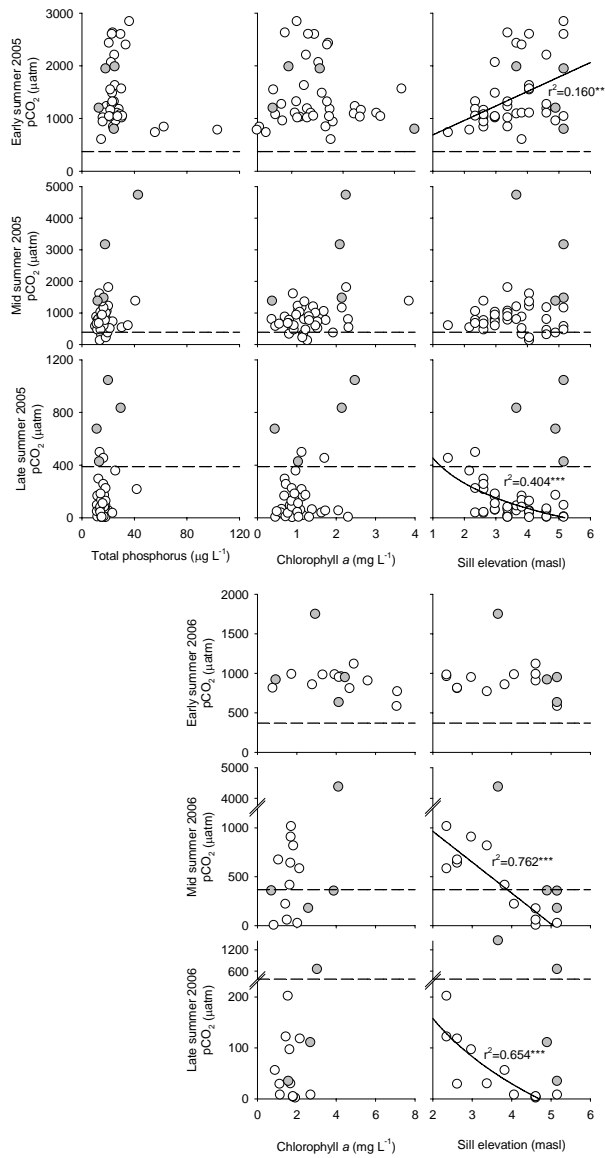 Early summer 2005
pCO2 (µatm)
3000
2000
1000
0
r2=0.160**
Mid summer 2005
pCO2 (µatm)
5000
4000
3000
2000
1000
0
Late summer 2005
pCO2 (µatm)
1200
800
400
0
r2=0.404***
0 40 80 120
0 1 2 3 4
1 2 3 4 5 6
Total phosphorus (µg L-1)
Chlorophyll a (mg L-1)
Sill elevation (masl)
Early summer 2006
pCO2 (µatm)
2000
1500
1000
500
0
Mid summer 2006
pCO2 (µatm)
5000
4000
1000
500
0
r2=0.762***
Late summer 2006
pCO2 (µatm)
1200
600
200
100
0
r2=0.654***
0 2 4 6 8
2 3 4 5 6
Chlorophyll a (mg L-1)
Sill elevation (masl)